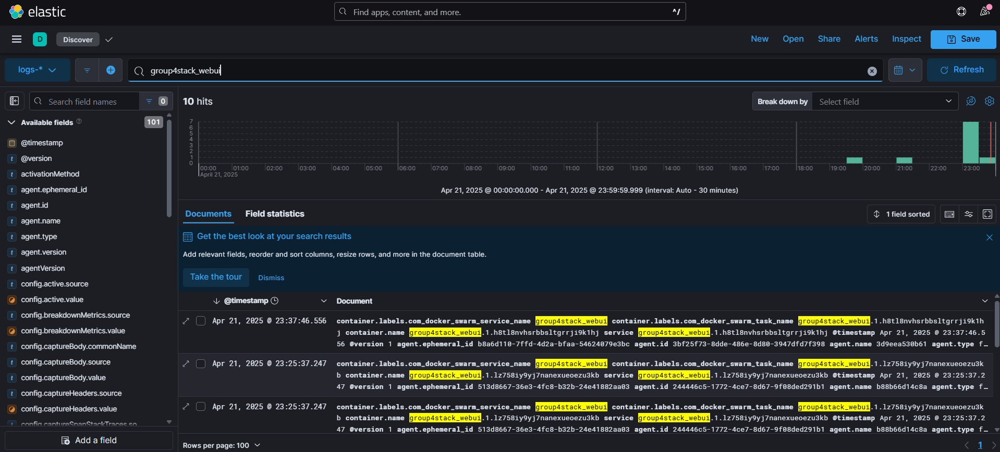 elastic
Find apps, content, and more.
^/
D
Discover
New
Open
Share
Alerts
Inspect
Save
logs-*
group4stack_webui
Refresh
Search field names
0
10 hits
Break down by
Select field
Available fields
101
@timestamp
@version
activationMethod
agent.ephemeral_id
agent.id
agent.name
agent.type
agent.version
agentVersion
config.active.source
config.active.value
config.breakdownMetrics.source
config.breakdownMetrics.value
config.captureBody.commonName
config.captureBody.source
config.captureBody.value
config.captureHeaders.source
config.captureHeaders.value
config.captureSpanStackTraces.so
Add a field
7
6
5
4
3
2
1
0
00:00 01:00 02:00 03:00 04:00 05:00 06:00 07:00 08:00 09:00 10:00 11:00 12:00 13:00 14:00 15:00 16:00 17:00 18:00 19:00 20:00 21:00 22:00 23:00
April 21, 2025
Apr 21, 2025 @ 00:00:00.000 - Apr 21, 2025 @ 23:59:59.999 (interval: Auto - 30 minutes)
Documents
Field statistics
1 field sorted
Get the best look at your search results
Add relevant fields, reorder and sort columns, resize rows, and more in the document table.
Take the tour
Dismiss
@timestamp
Document
Apr 21, 2025 @ 23:37:46.556
container.labels.com_docker_swarm_service_name group4stack_webui container.labels.com_docker_swarm_task_name group4stack_webui.1.h8tl8nvhsrbbsltgrrji9k1h
j container.name group4stack_webui.1.h8tl8nvhsrbbsltgrrji9k1hj service group4stack_webui.1.h8tl8nvhsrbbsltgrrji9k1hj @timestamp Apr 21, 2025 @ 23:37:46.5
56 @version 1 agent.ephemeral_id b8a6d110-7ffd-4d2a-bfaa-54624079e3bc agent.id 3bf25f73-8dde-486e-8d80-3947dfd7f398 agent.name 3d9eea530b61 agent.type f…
Apr 21, 2025 @ 23:25:37.247
container.labels.com_docker_swarm_service_name group4stack_webui container.labels.com_docker_swarm_task_name group4stack_webui.1.lz758iy9yj7nanexueoezu3k
b container.name group4stack_webui.1.lz758iy9yj7nanexueoezu3kb service group4stack_webui.1.lz758iy9yj7nanexueoezu3kb @timestamp Apr 21, 2025 @ 23:25:37.2
47 @version 1 agent.ephemeral_id 513d8667-36e3-4fc8-b32b-24e41882aa03 agent.id 244446c5-1772-4ce7-8d67-9f08ded291b1 agent.name b88b66d14c8a agent.type f…
Apr 21, 2025 @ 23:25:37.247
container.labels.com_docker_swarm_service_name group4stack_webui container.labels.com_docker_swarm_task_name group4stack_webui.1.lz758iy9yj7nanexueoezu3k
b container.name group4stack_webui.1.lz758iy9yj7nanexueoezu3kb service group4stack_webui.1.lz758iy9yj7nanexueoezu3kb @timestamp Apr 21, 2025 @ 23:25:37.2
47 @version 1 agent.ephemeral_id 513d8667-36e3-4fc8-b32b-24e41882aa03 agent.id 244446c5-1772-4ce7-8d67-9f08ded291b1 agent.name b88b66d14c8a agent.type f…
Rows per page: 100
1